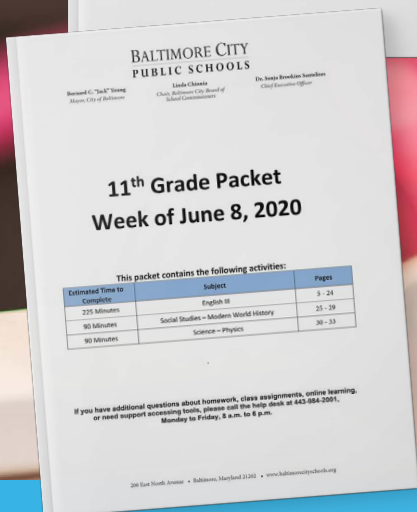 BALTIMORE CITY
PUBLIC SCHOOLS
Bernard C. "Jack" Young Linda Chinnia Dr. Sonja Brookins Santelises
Mayor, City of Baltimore Chair, Baltimore City Board of Chief Executive Officer
School Commissioners
11th Grade Packet
Week of June 8, 2020
This packet contains the following activities:
Estimated Time to Complete Subject Pages
225 Minutes English III 3 - 24
90 Minutes Social Studies – Modern World History 25 - 29
90 Minutes Science – Physics 30 - 33
If you have additional questions about homework, class assignments, online learning,
or need support accessing tools, please call the help desk at 443-984-2001,
Monday to Friday, 8 a.m. to 6 p.m.
200 East North Avenue • Baltimore, Maryland 21202 • www.baltimorecityschools.org